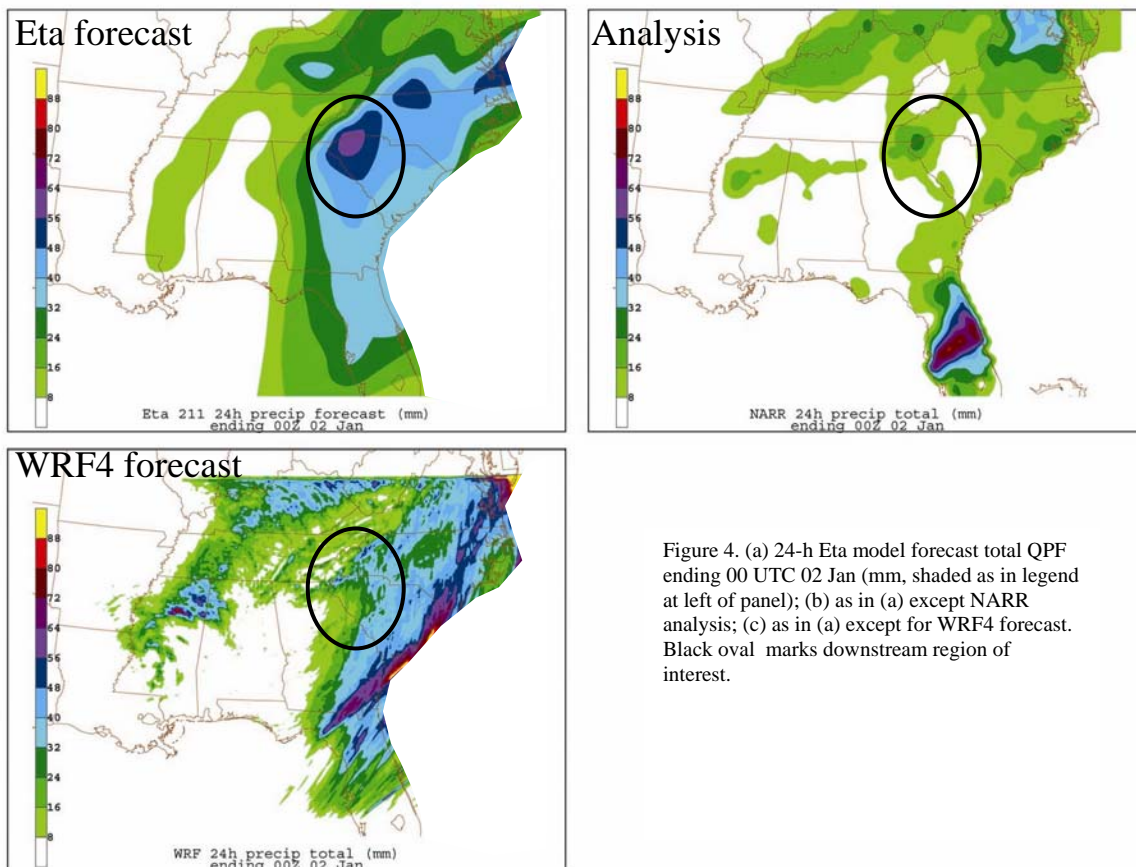 Eta forecast
88
80
72
64
56
48
40
32
24
16
8
Eta 211 24h precip forecast (mm)
ending 00Z 02 Jan
Analysis
88
80
72
64
56
48
40
32
24
16
8
NARR 24h precip total (mm)
ending 00Z 02 Jan
WRF4 forecast
88
80
72
64
56
48
40
32
24
16
8
WRF 24h precip total (mm)
ending 00Z 02 Jan
Figure 4. (a) 24-h Eta model forecast total QPF
ending 00 UTC 02 Jan (mm, shaded as in legend
at left of panel); (b) as in (a) except NARR
analysis; (c) as in (a) except for WRF4 forecast.
Black oval marks downstream region of
interest.